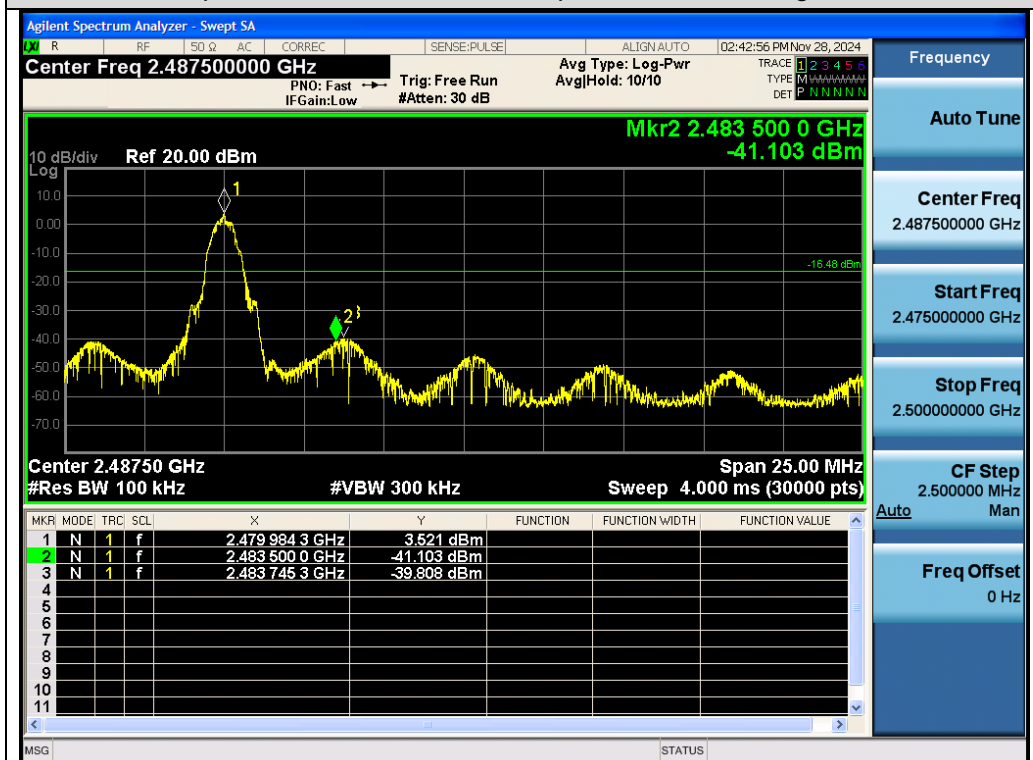 Agilent Spectrum Analyzer - Swept SA
LXI R RF 50 Ω AC CORREC SENSE:PULSE ALIGN AUTO 02:42:56 PM Nov 28, 2024
Center Freq 2.487500000 GHz
PNO: Fast
IFGain:Low
Trig: Free Run
#Atten: 30 dB
Avg Type: Log-Pwr
Avg|Hold: 10/10
TRACE 1 2 3 4 5 6
TYPE M W W W W W
DET P N N N N N
Mkr2 2.483 500 0 GHz
-41.103 dBm
10 dB/div Ref 20.00 dBm
Log
10.0
0.00
-10.0
-20.0
-30.0
-40.0
-50.0
-60.0
-70.0
1
-16.48 dBm
2 3
Center 2.48750 GHz Span 25.00 MHz
#Res BW 100 kHz #VBW 300 kHz Sweep 4.000 ms (30000 pts)
MKR MODE TRC SCL X Y FUNCTION FUNCTION WIDTH FUNCTION VALUE
1 N 1 f 2.479 984 3 GHz 3.521 dBm
2 N 1 f 2.483 500 0 GHz -41.103 dBm
3 N 1 f 2.483 745 3 GHz -39.808 dBm
4
5
6
7
8
9
10
11
MSG STATUS
Frequency
Auto Tune
Center Freq
2.487500000 GHz
Start Freq
2.475000000 GHz
Stop Freq
2.500000000 GHz
CF Step
2.500000 MHz
Auto Man
Freq Offset
0 Hz